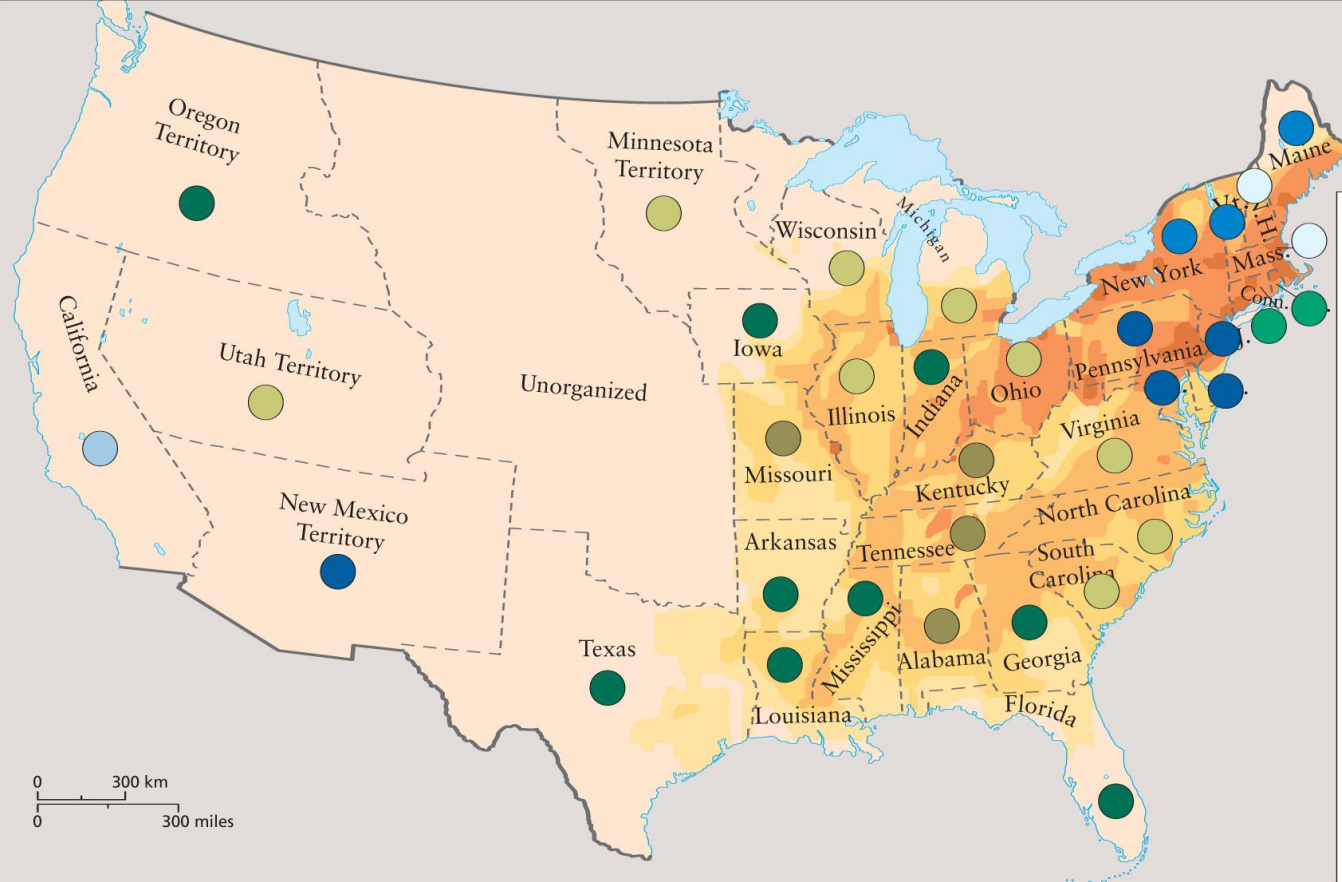 Oregon
Territory
Minnesota
Territory
Maine
Vt.
N.H.
Wisconsin
Michigan
New York
Mass.
Conn.
California
Utah Territory
Unorganized
Iowa
Illinois
Indiana
Ohio
Pennsylvania
J.
Missouri
Kentucky
Virginia
New Mexico
Territory
North Carolina
Arkansas
Tennessee
South
Carolina
Texas
Louisiana
Mississippi
Alabama
Georgia
Florida
0 300 km
0 300 miles